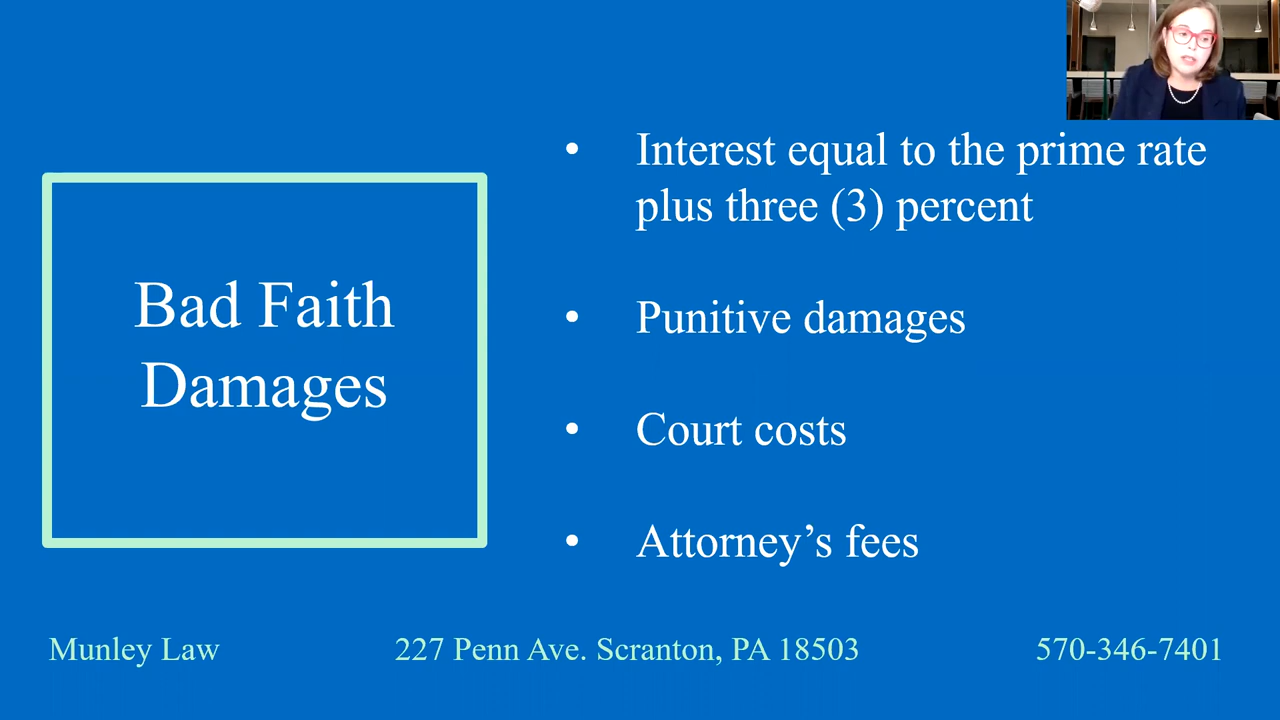 Bad Faith
Damages
• Interest equal to the prime rate
plus three (3) percent
• Punitive damages
• Court costs
• Attorney’s fees
Munley Law 227 Penn Ave. Scranton, PA 18503 570-346-7401